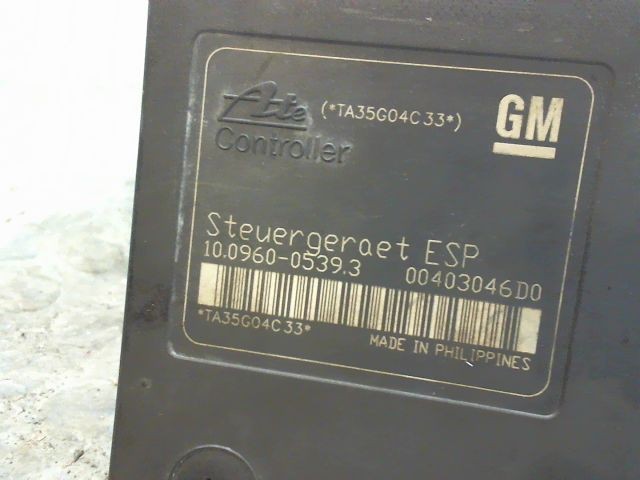 Ate (*TA35G04C33*) GM
Controller
Steuergeraet ESP
10.0960-0539.3 00403046D0
*TA35G04C33*
MADE IN PHILIPPINES